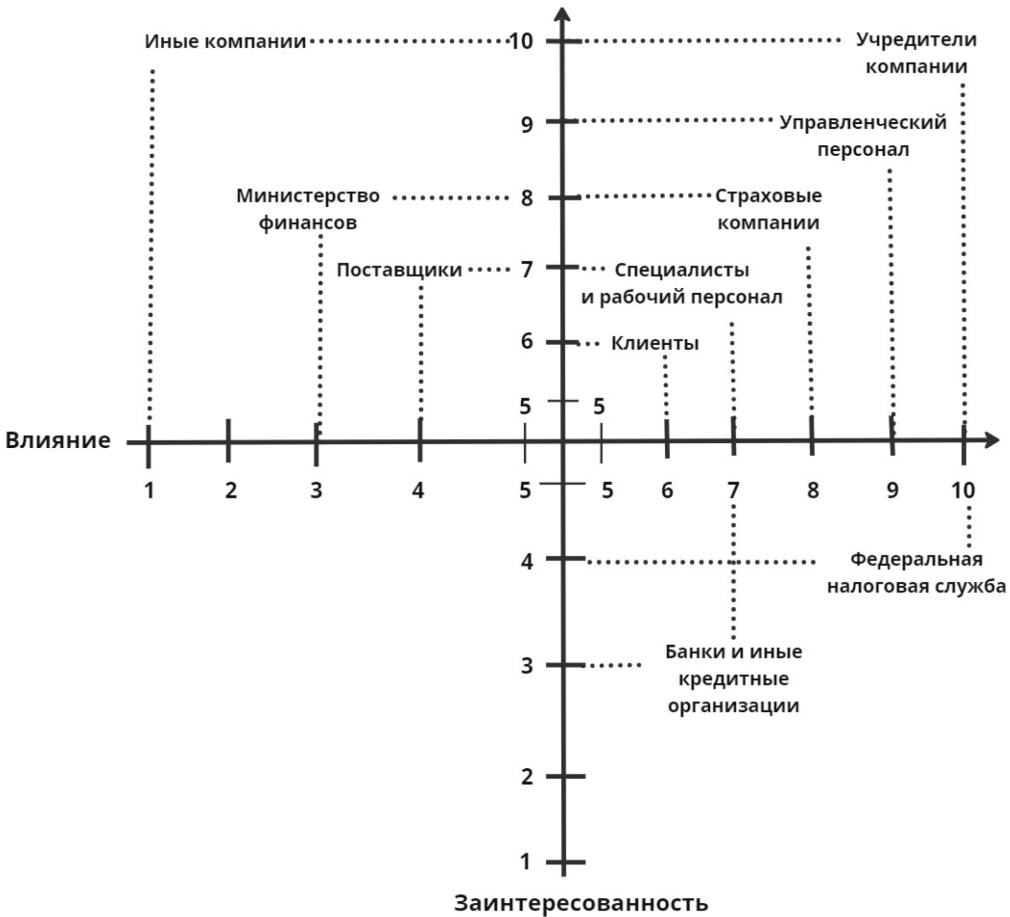 Иные компании
10
Учредители
компании
9
Управленческий
персонал
Министерство
финансов
8
Страховые
компании
Поставщики
7
Специалисты
и рабочий персонал
6
Клиенты
5
5
Влияние
1
2
3
4
5
5
6
7
8
9
10
4
Федеральная
налоговая служба
3
Банки и иные
кредитные
организации
2
1
Заинтересованность